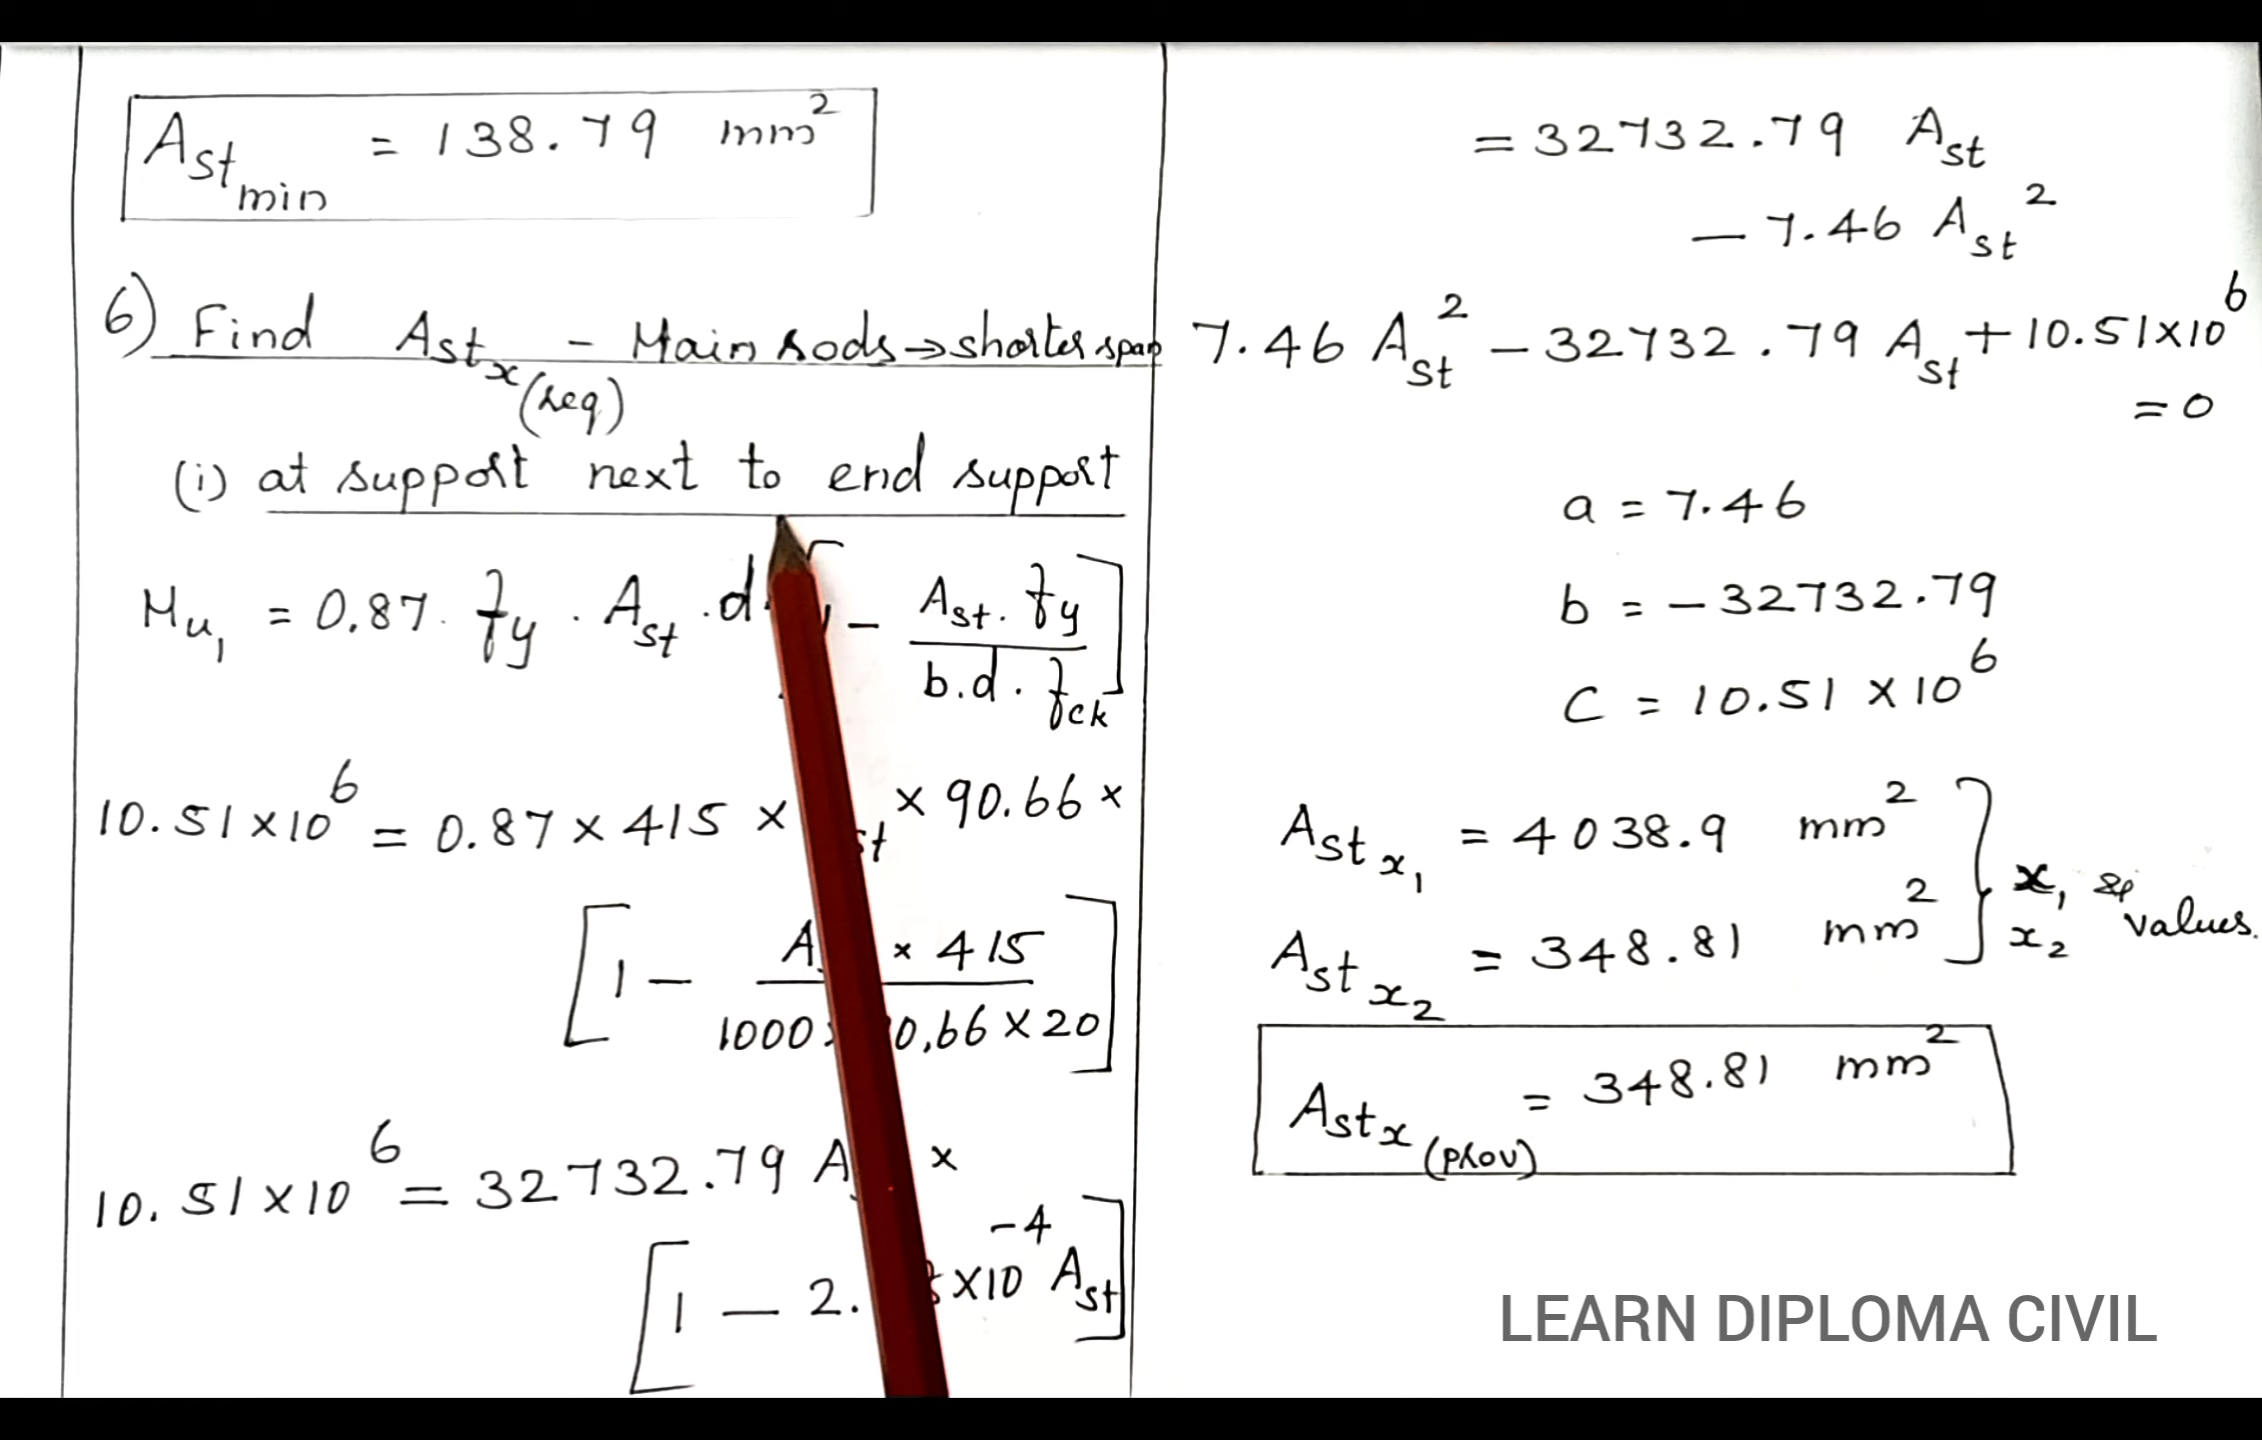 Ast min = 138.79 mm²
6) Find Ast x (req) - Main rods → shorter span
(i) at support next to end support
Mu₁ = 0.87 . fy . Ast . d. [ - Ast . fy / b.d. fck ]
10.51 × 10⁶ = 0.87 × 415 × st × 90.66 ×
[ 1 - A × 415 / 1000 0.66 × 20 ]
10.51 × 10⁶ = 32732.79 A ×
[ 1 - 2. × 10⁻⁴ Ast ]
= 32732.79 Ast
- 7.46 Ast²
7.46 Ast² - 32732.79 Ast + 10.51 × 10⁶
= 0
a = 7.46
b = - 32732.79
C = 10.51 × 10⁶
Ast x₁ = 4038.9 mm²
Ast x₂ = 348.81 mm²
x₁ & x₂ values.
Ast x (prov) = 348.81 mm²
LEARN DIPLOMA CIVIL